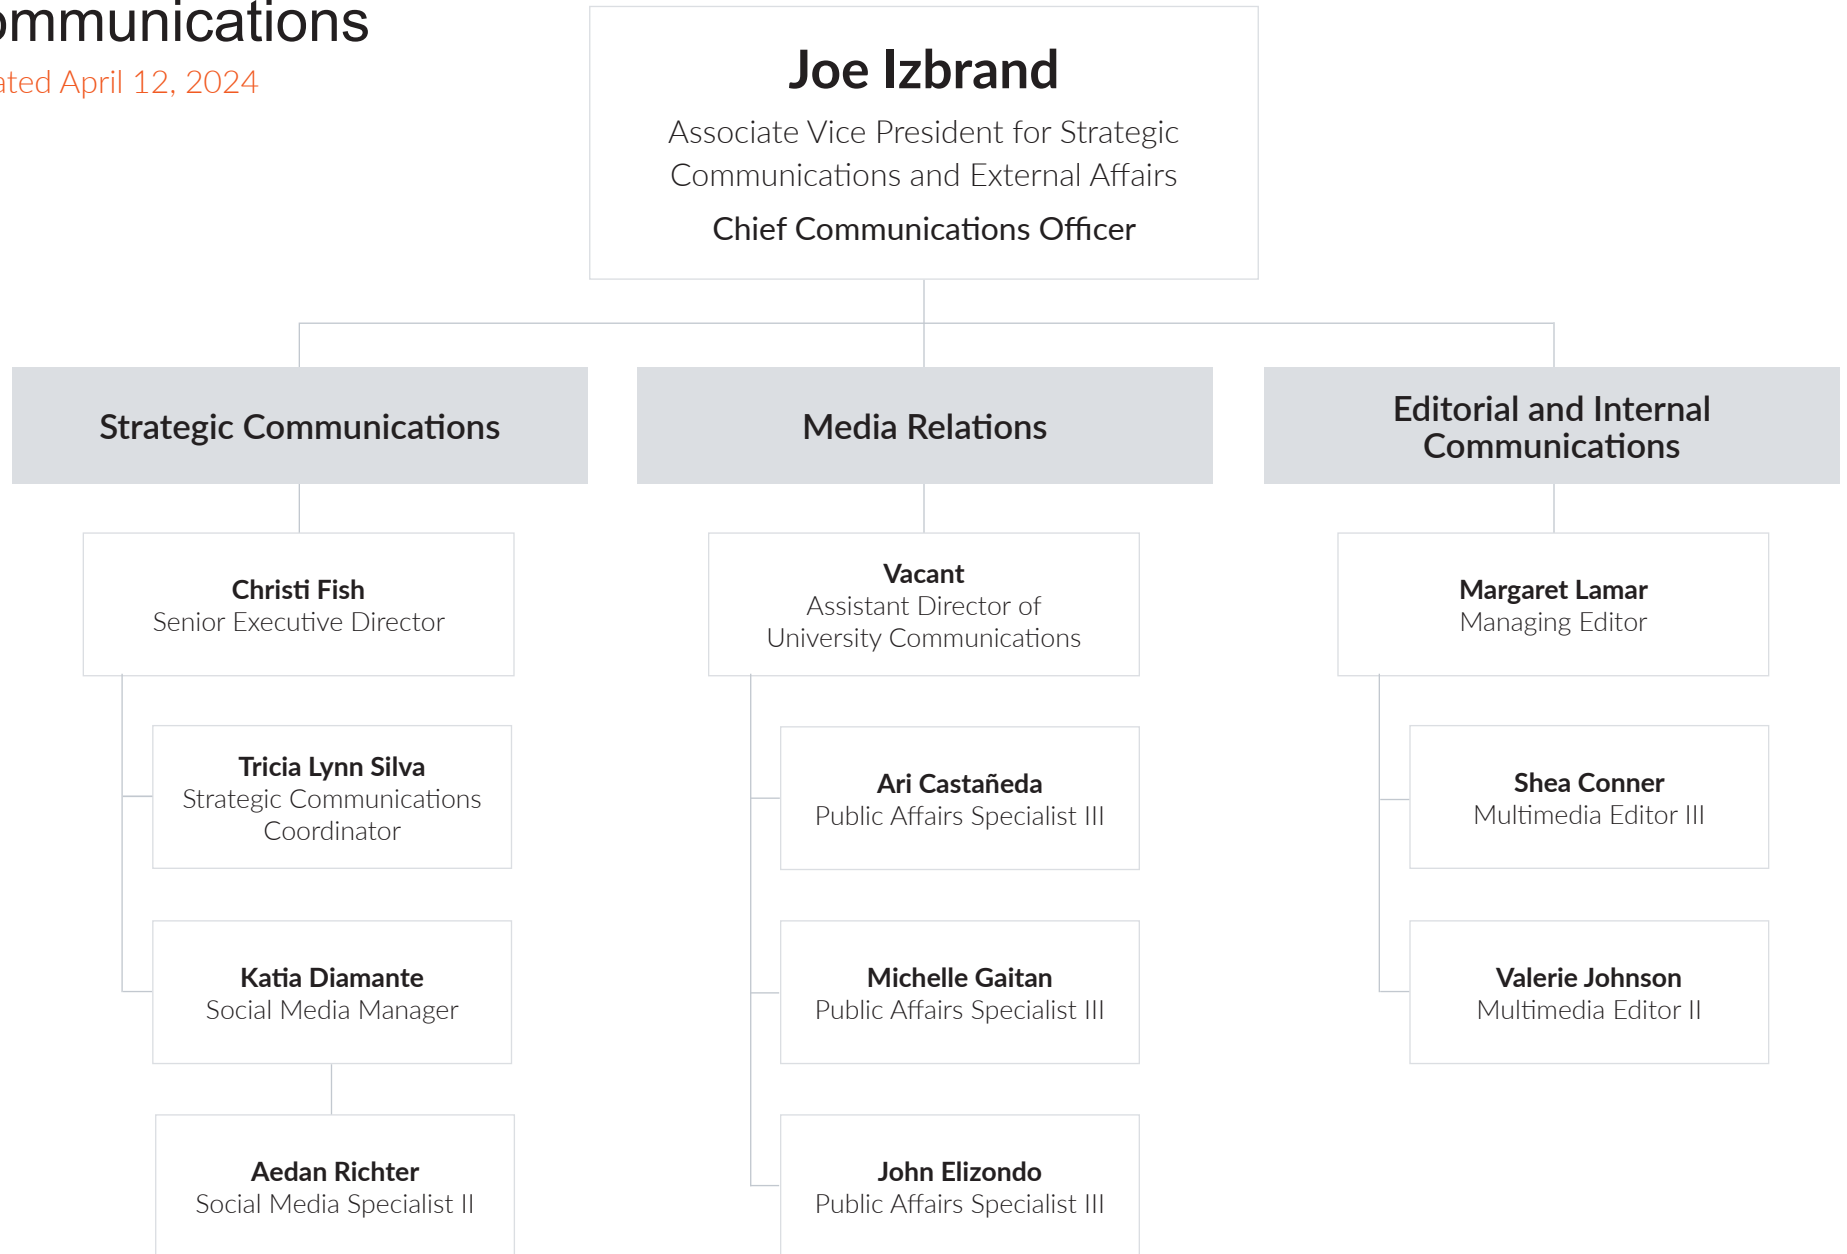 ommunications
ated April 12, 2024
Joe Izbrand
Associate Vice President for Strategic
Communications and External Affairs
Chief Communications Officer
Strategic Communications
Media Relations
Editorial and Internal
Communications
Christi Fish
Senior Executive Director
Vacant
Assistant Director of
University Communications
Margaret Lamar
Managing Editor
Tricia Lynn Silva
Strategic Communications
Coordinator
Ari Castañeda
Public Affairs Specialist III
Shea Conner
Multimedia Editor III
Katia Diamante
Social Media Manager
Michelle Gaitan
Public Affairs Specialist III
Valerie Johnson
Multimedia Editor II
Aedan Richter
Social Media Specialist II
John Elizondo
Public Affairs Specialist III